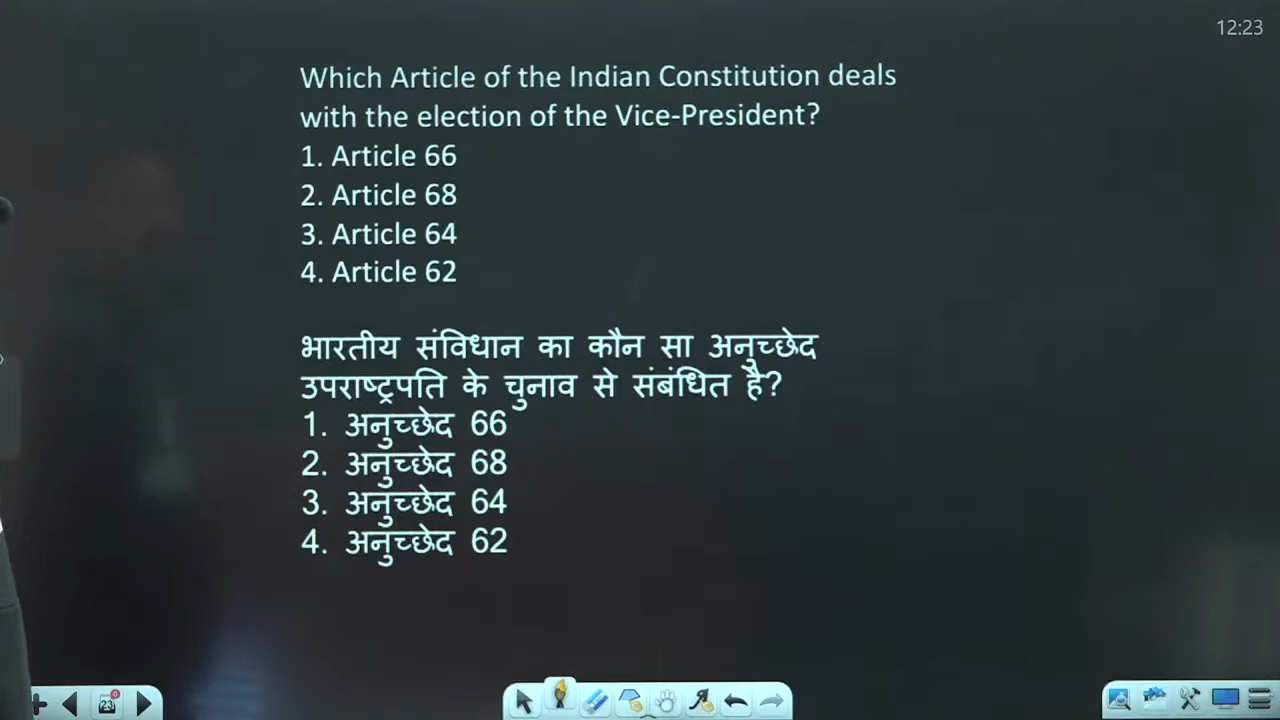 12:23
Which Article of the Indian Constitution deals
with the election of the Vice-President?
1. Article 66
2. Article 68
3. Article 64
4. Article 62
भारतीय संविधान का कौन सा अनुच्छेद
उपराष्ट्रपति के चुनाव से संबंधित है?
1. अनुच्छेद 66
2. अनुच्छेद 68
3. अनुच्छेद 64
4. अनुच्छेद 62
23
0